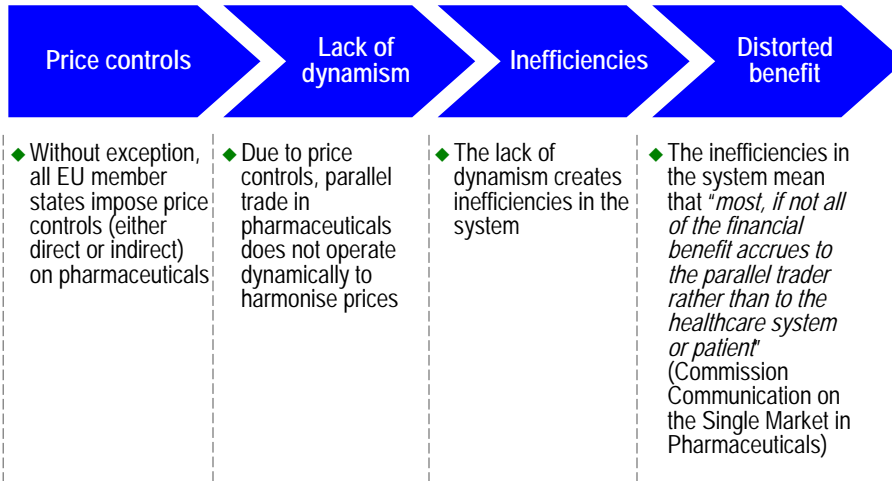 Price controls
Lack of
dynamism
Inefficiencies
Distorted
benefit
◆ Without exception,
all EU member
states impose price
controls (either
direct or indirect)
on pharmaceuticals
◆ Due to price
controls, parallel
trade in
pharmaceuticals
does not operate
dynamically to
harmonise prices
◆ The lack of
dynamism creates
inefficiencies in the
system
◆ The inefficiencies in
the system mean
that “most, if not all
of the financial
benefit accrues to
the parallel trader
rather than to the
healthcare system
or patient”
(Commission
Communication on
the Single Market in
Pharmaceuticals)